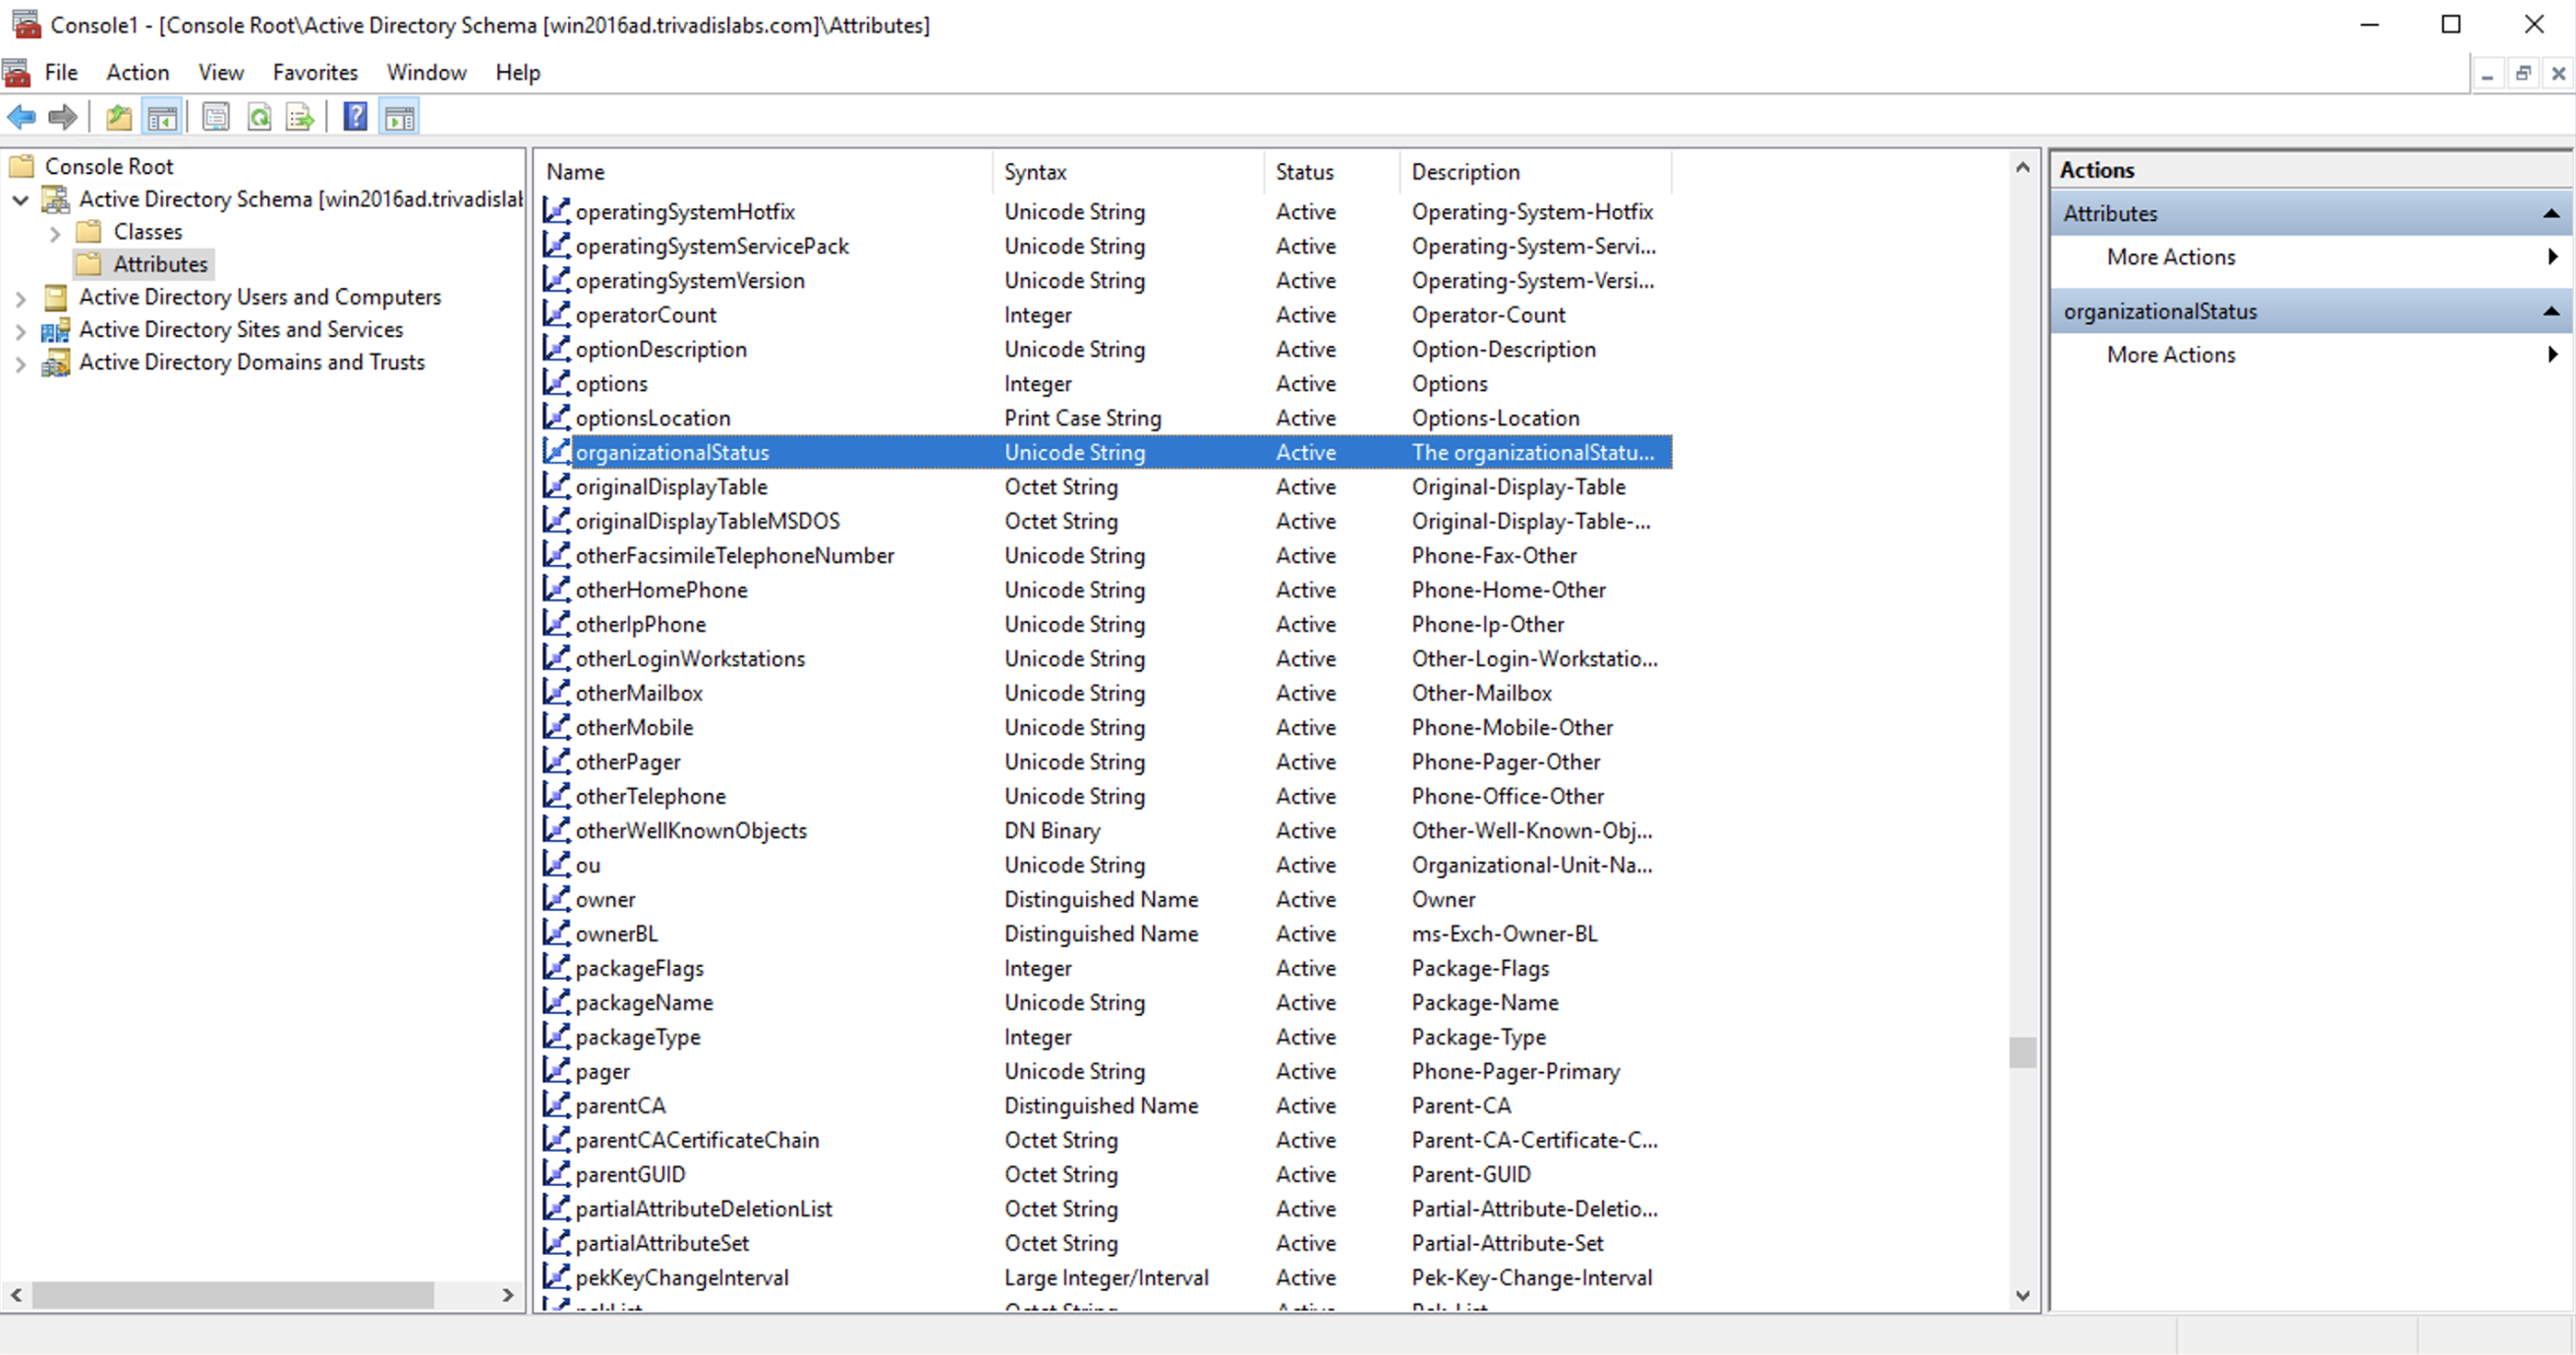 Console1 - [Console Root\Active Directory Schema [win2016ad.trivadislabs.com]\Attributes]
File Action View Favorites Window Help
Console Root
Active Directory Schema [win2016ad.trivadislab
Classes
Attributes
Active Directory Users and Computers
Active Directory Sites and Services
Active Directory Domains and Trusts
Name Syntax Status Description
operatingSystemHotfix Unicode String Active Operating-System-Hotfix
operatingSystemServicePack Unicode String Active Operating-System-Servi...
operatingSystemVersion Unicode String Active Operating-System-Versi...
operatorCount Integer Active Operator-Count
optionDescription Unicode String Active Option-Description
options Integer Active Options
optionsLocation Print Case String Active Options-Location
organizationalStatus Unicode String Active The organizationalStatu...
originalDisplayTable Octet String Active Original-Display-Table
originalDisplayTableMSDOS Octet String Active Original-Display-Table-...
otherFacsimileTelephoneNumber Unicode String Active Phone-Fax-Other
otherHomePhone Unicode String Active Phone-Home-Other
otherIpPhone Unicode String Active Phone-Ip-Other
otherLoginWorkstations Unicode String Active Other-Login-Workstatio...
otherMailbox Unicode String Active Other-Mailbox
otherMobile Unicode String Active Phone-Mobile-Other
otherPager Unicode String Active Phone-Pager-Other
otherTelephone Unicode String Active Phone-Office-Other
otherWellKnownObjects DN Binary Active Other-Well-Known-Obj...
ou Unicode String Active Organizational-Unit-Na...
owner Distinguished Name Active Owner
ownerBL Distinguished Name Active ms-Exch-Owner-BL
packageFlags Integer Active Package-Flags
packageName Unicode String Active Package-Name
packageType Integer Active Package-Type
pager Unicode String Active Phone-Pager-Primary
parentCA Distinguished Name Active Parent-CA
parentCACertificateChain Octet String Active Parent-CA-Certificate-C...
parentGUID Octet String Active Parent-GUID
partialAttributeDeletionList Octet String Active Partial-Attribute-Deletio...
partialAttributeSet Octet String Active Partial-Attribute-Set
pekKeyChangeInterval Large Integer/Interval Active Pek-Key-Change-Interval
pekList Octet String Active Pek-List
Actions
Attributes
More Actions
organizationalStatus
More Actions